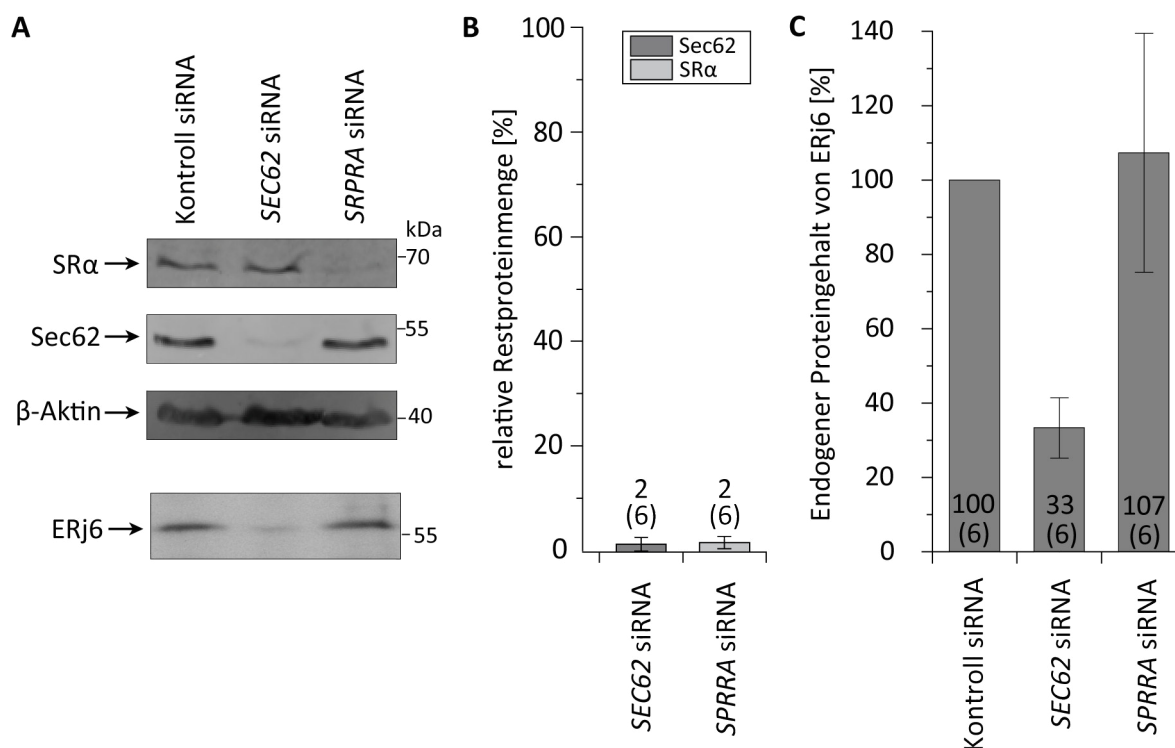 A
Kontroll siRNA
SEC62 siRNA
SRPRA siRNA
kDa
SRα
70
Sec62
55
β-Aktin
40
ERj6
55
B
relative Restproteinmenge [%]
100
80
60
40
20
0
Sec62
SRα
2
(6)
2
(6)
SEC62 siRNA
SPRRA siRNA
C
Endogener Proteingehalt von ERj6 [%]
140
120
100
80
60
40
20
0
100
(6)
33
(6)
107
(6)
Kontroll siRNA
SEC62 siRNA
SPRRA siRNA